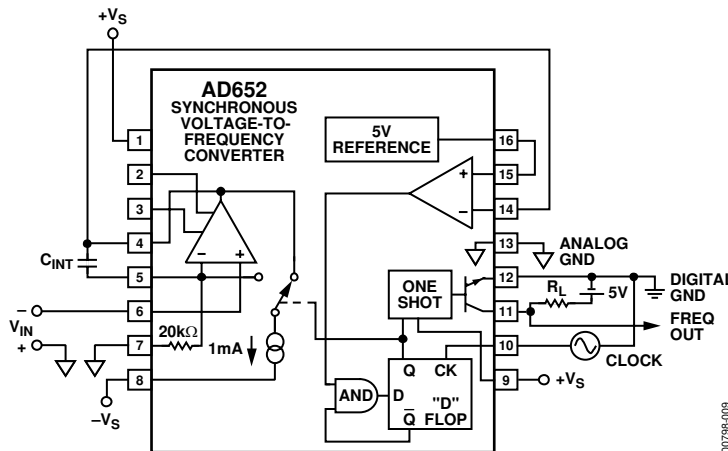 +VS
AD652
SYNCHRONOUS
VOLTAGE-TO-
FREQUENCY
CONVERTER
5V
REFERENCE
1
2
3
4
5
6
7
8
16
15
14
13
12
11
10
9
+
–
–
+
CINT
–
VIN
+
20kΩ
1mA
–VS
ONE
SHOT
AND
Q
CK
D
"D"
FLOP
Q̅
ANALOG
GND
RL
5V
DIGITAL
GND
FREQ
OUT
CLOCK
+VS
00798-009